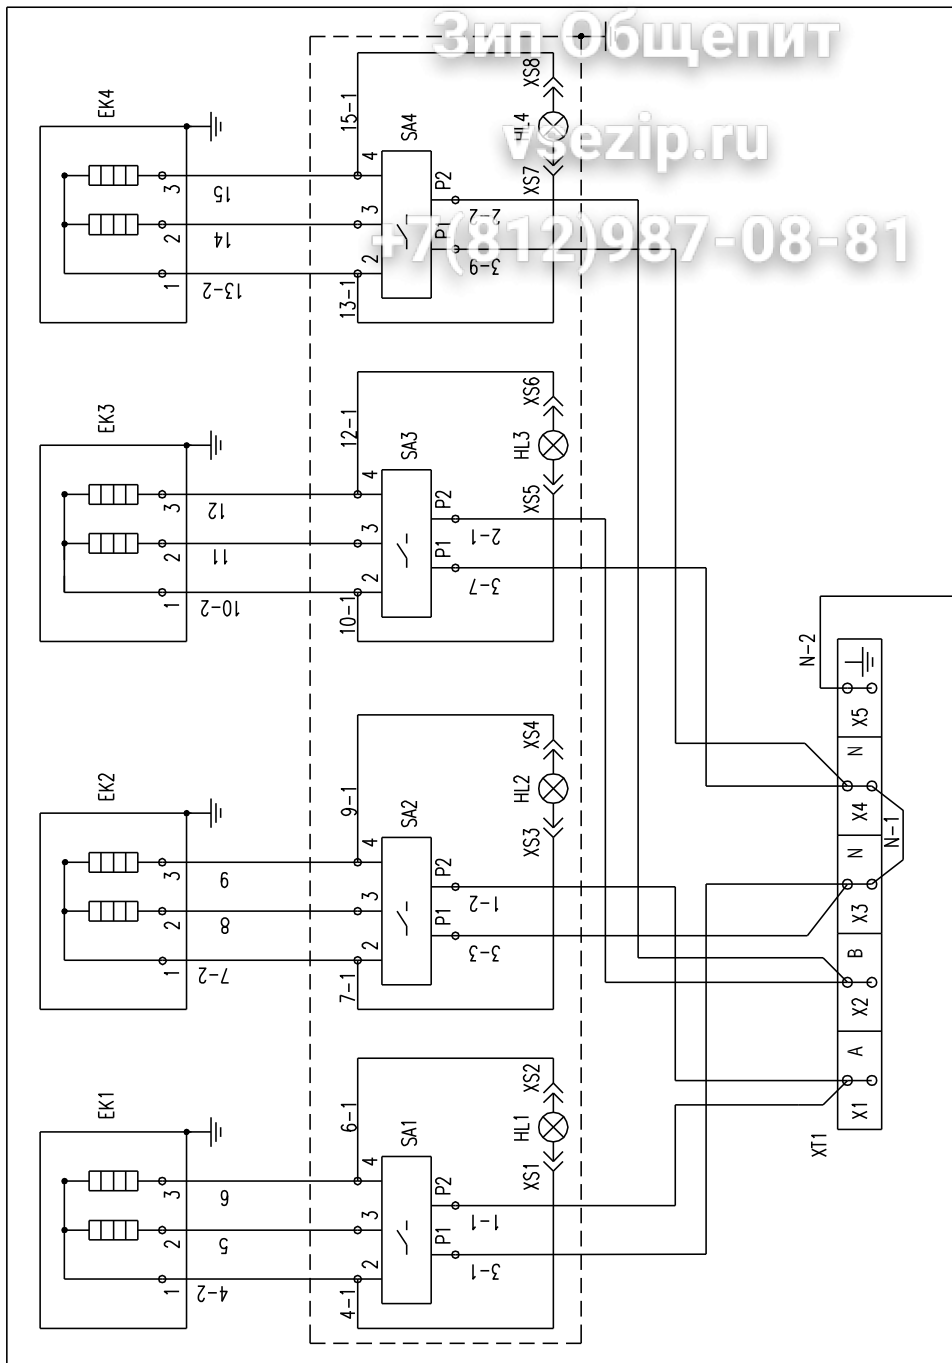 Зип Общепит
vsezip.ru
+7(812)987-08-81
EK4
3
2
1
15
14
13-2
15-1
13-1
4
3
2
SA4
P2
P1
2-2
3-9
XS8
HL4
XS7
EK3
3
2
1
12
11
10-2
12-1
10-1
4
3
2
SA3
P2
P1
2-1
3-7
XS6
HL3
XS5
EK2
3
2
1
9
8
7-2
9-1
7-1
4
3
2
SA2
P2
P1
1-2
3-3
XS4
HL2
XS3
EK1
3
2
1
6
5
4-2
6-1
4-1
4
3
2
SA1
P2
P1
1-1
3-1
XS2
HL1
XS1
N-2
X5
N
X4
N-1
N
X3
B
X2
A
X1
XT1